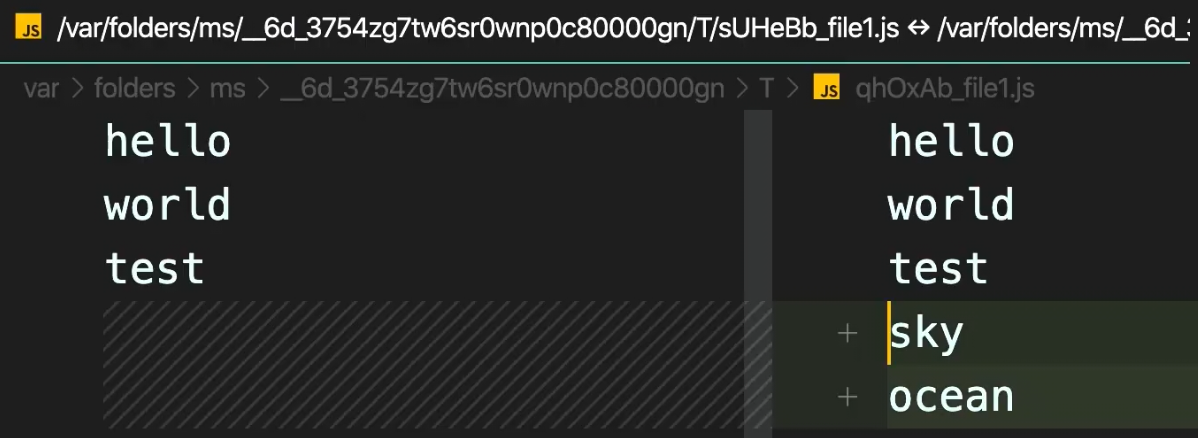 JS /var/folders/ms/__6d_3754zg7tw6sr0wnp0c80000gn/T/sUHeBb_file1.js ↔ /var/folders/ms/__6d_
var > folders > ms > __6d_3754zg7tw6sr0wnp0c80000gn > T > JS qhOxAb_file1.js
hello
world
test
hello
world
test
+ sky
+ ocean